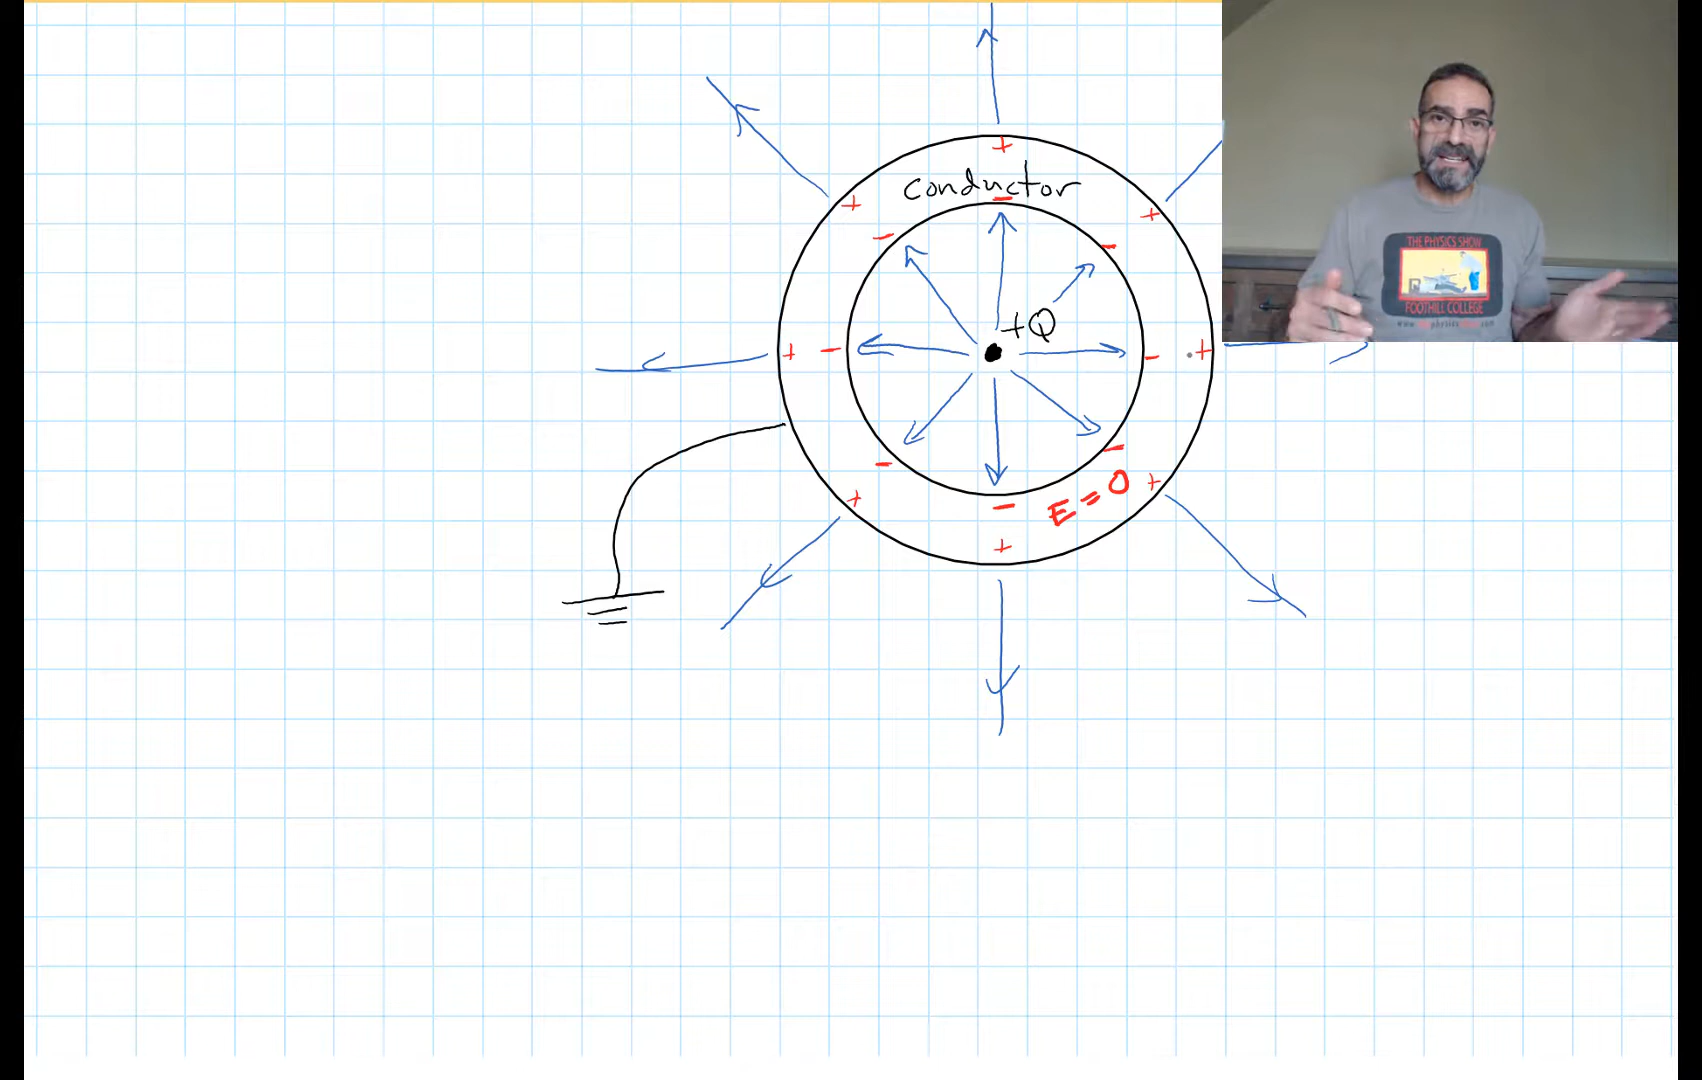 conductor
+Q
E=0
THE PHYSICS SHOW
FOOTHILL COLLEGE